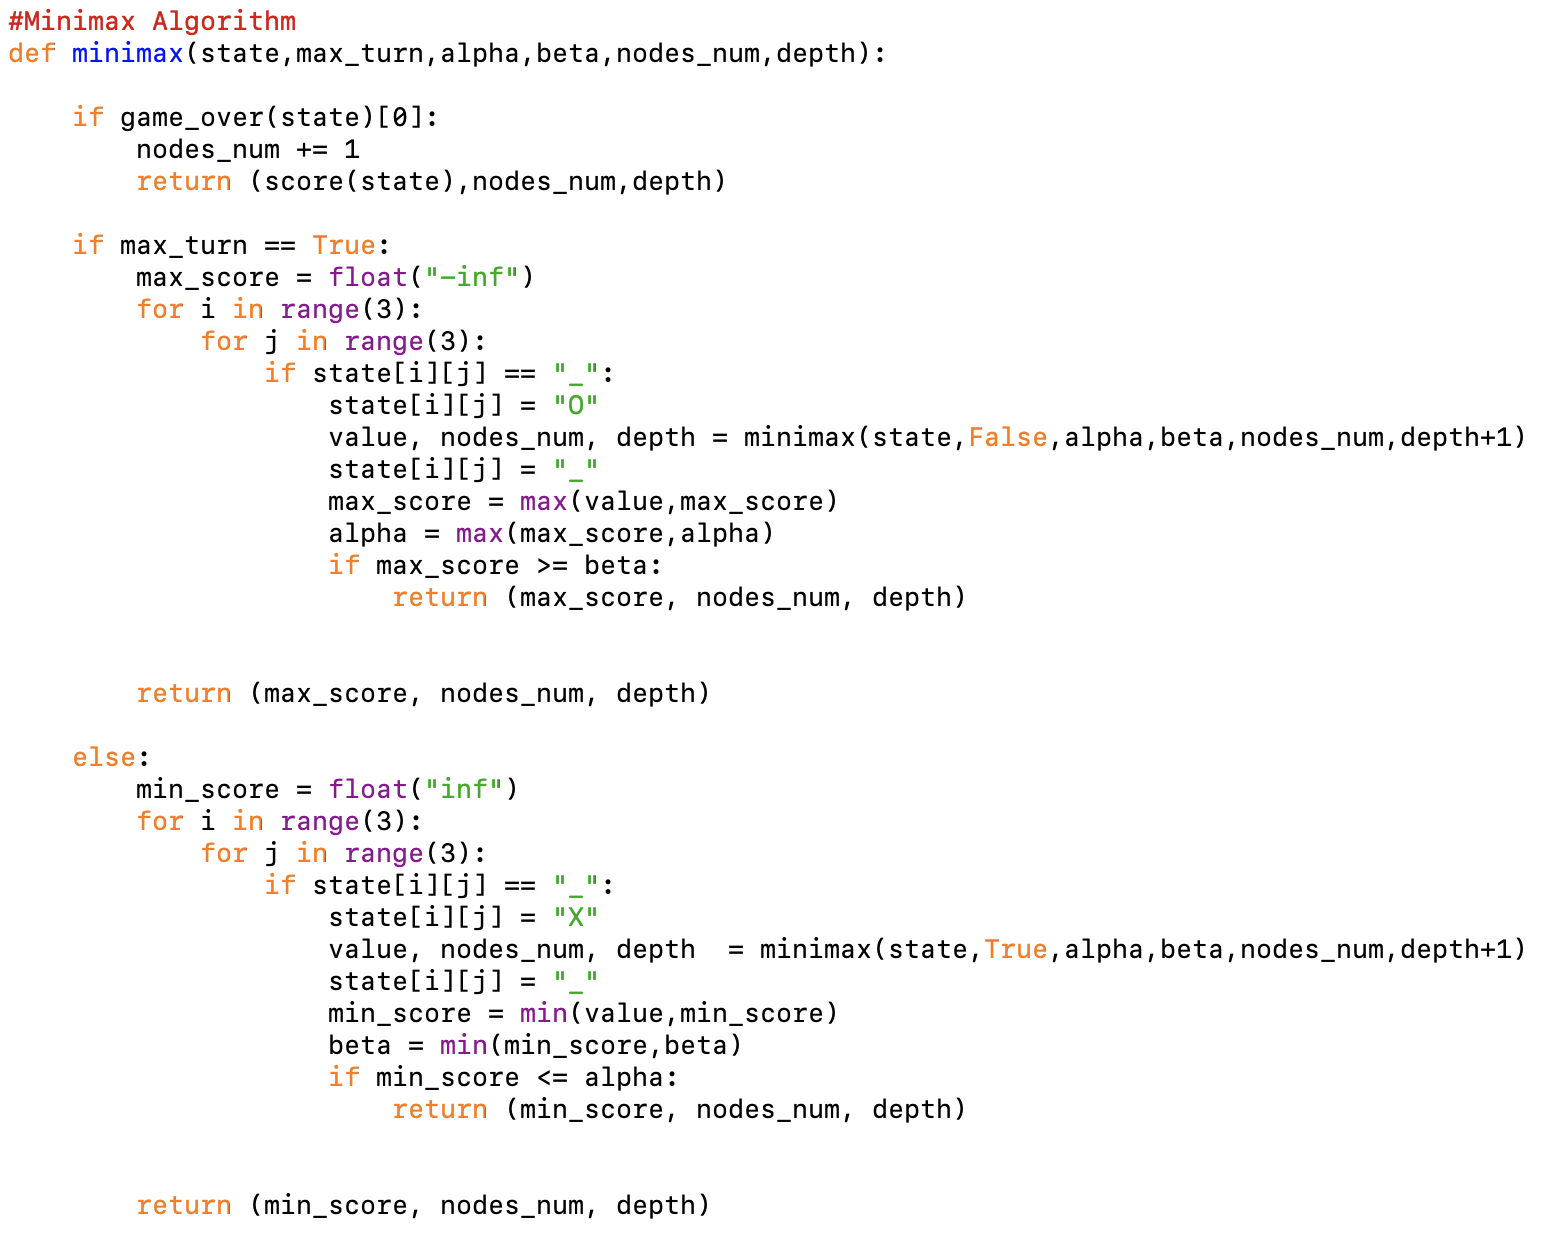 #Minimax Algorithm
def minimax(state,max_turn,alpha,beta,nodes_num,depth):

    if game_over(state)[0]:
        nodes_num += 1
        return (score(state),nodes_num,depth)

    if max_turn == True:
        max_score = float("-inf")
        for i in range(3):
            for j in range(3):
                if state[i][j] == "_":
                    state[i][j] = "O"
                    value, nodes_num, depth = minimax(state,False,alpha,beta,nodes_num,depth+1)
                    state[i][j] = "_"
                    max_score = max(value,max_score)
                    alpha = max(max_score,alpha)
                    if max_score >= beta:
                        return (max_score, nodes_num, depth)


        return (max_score, nodes_num, depth)

    else:
        min_score = float("inf")
        for i in range(3):
            for j in range(3):
                if state[i][j] == "_":
                    state[i][j] = "X"
                    value, nodes_num, depth  = minimax(state,True,alpha,beta,nodes_num,depth+1)
                    state[i][j] = "_"
                    min_score = min(value,min_score)
                    beta = min(min_score,beta)
                    if min_score <= alpha:
                        return (min_score, nodes_num, depth)


        return (min_score, nodes_num, depth)